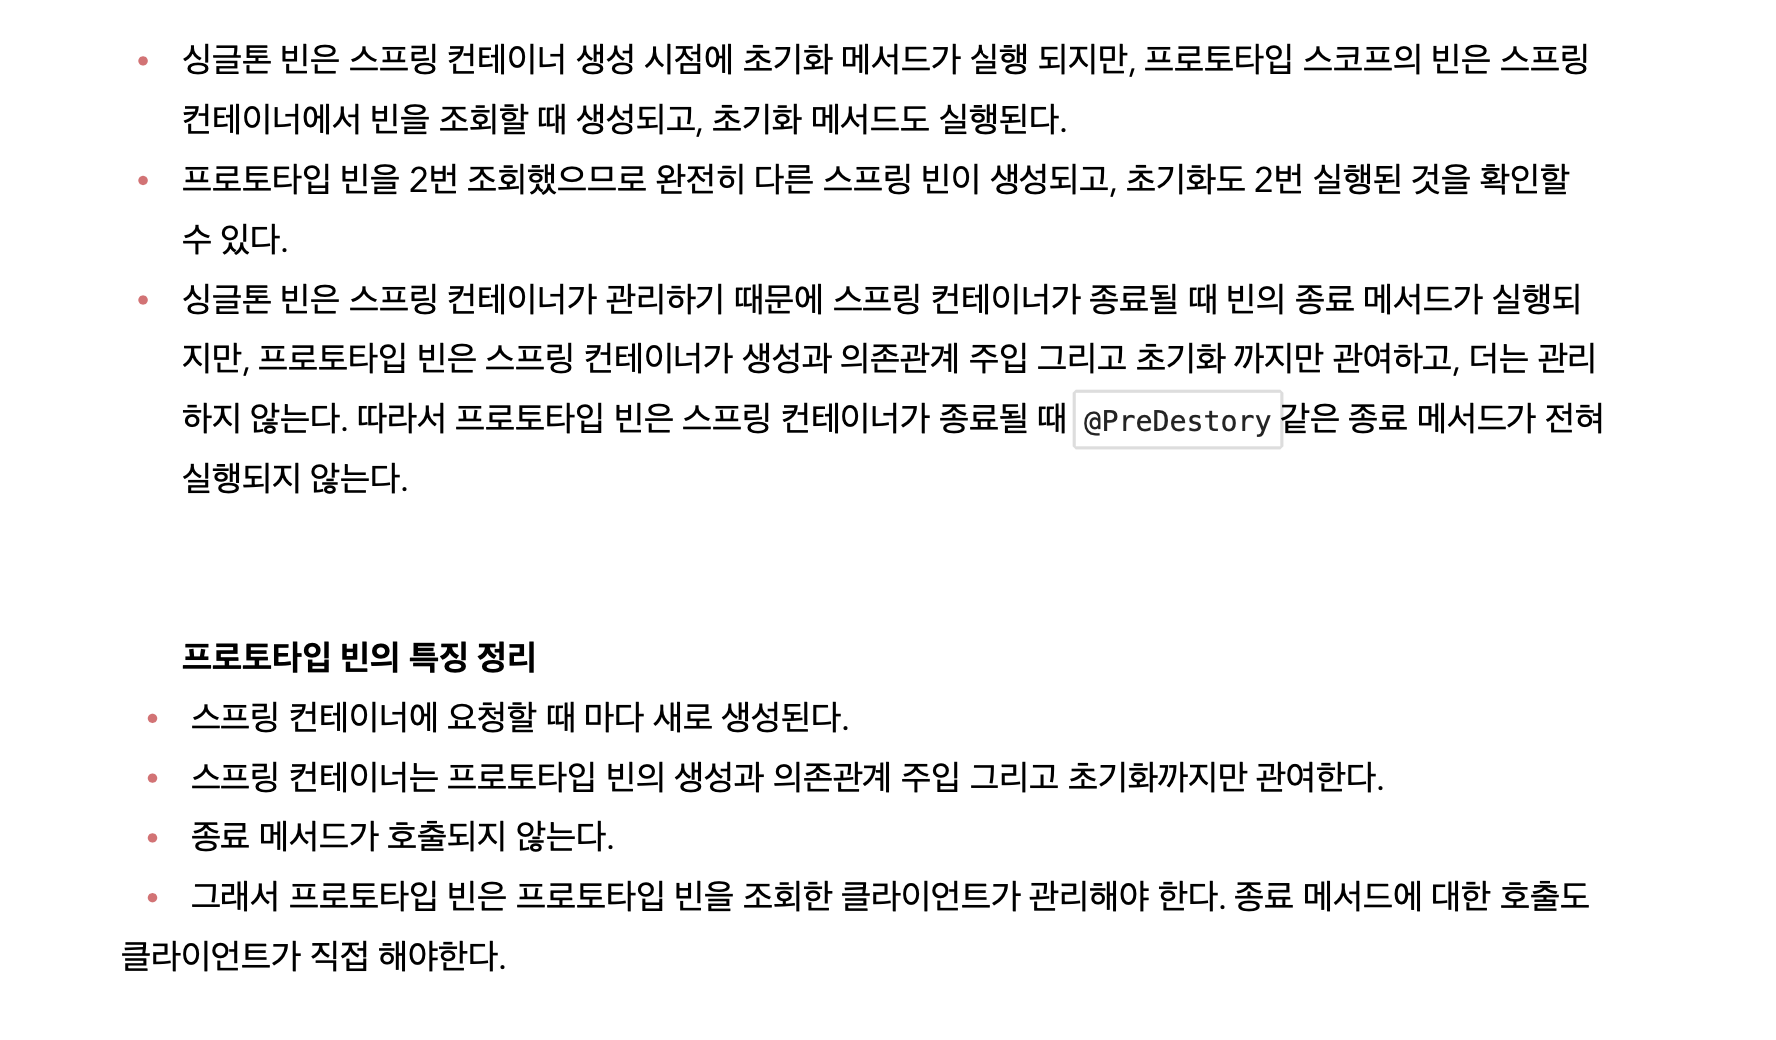 • 싱글톤 빈은 스프링 컨테이너 생성 시점에 초기화 메서드가 실행 되지만, 프로토타입 스코프의 빈은 스프링
컨테이너에서 빈을 조회할 때 생성되고, 초기화 메서드도 실행된다.
• 프로토타입 빈을 2번 조회했으므로 완전히 다른 스프링 빈이 생성되고, 초기화도 2번 실행된 것을 확인할
수 있다.
• 싱글톤 빈은 스프링 컨테이너가 관리하기 때문에 스프링 컨테이너가 종료될 때 빈의 종료 메서드가 실행되
지만, 프로토타입 빈은 스프링 컨테이너가 생성과 의존관계 주입 그리고 초기화 까지만 관여하고, 더는 관리
하지 않는다. 따라서 프로토타입 빈은 스프링 컨테이너가 종료될 때 @PreDestory 같은 종료 메서드가 전혀
실행되지 않는다.
프로토타입 빈의 특징 정리
• 스프링 컨테이너에 요청할 때 마다 새로 생성된다.
• 스프링 컨테이너는 프로토타입 빈의 생성과 의존관계 주입 그리고 초기화까지만 관여한다.
• 종료 메서드가 호출되지 않는다.
• 그래서 프로토타입 빈은 프로토타입 빈을 조회한 클라이언트가 관리해야 한다. 종료 메서드에 대한 호출도
클라이언트가 직접 해야한다.